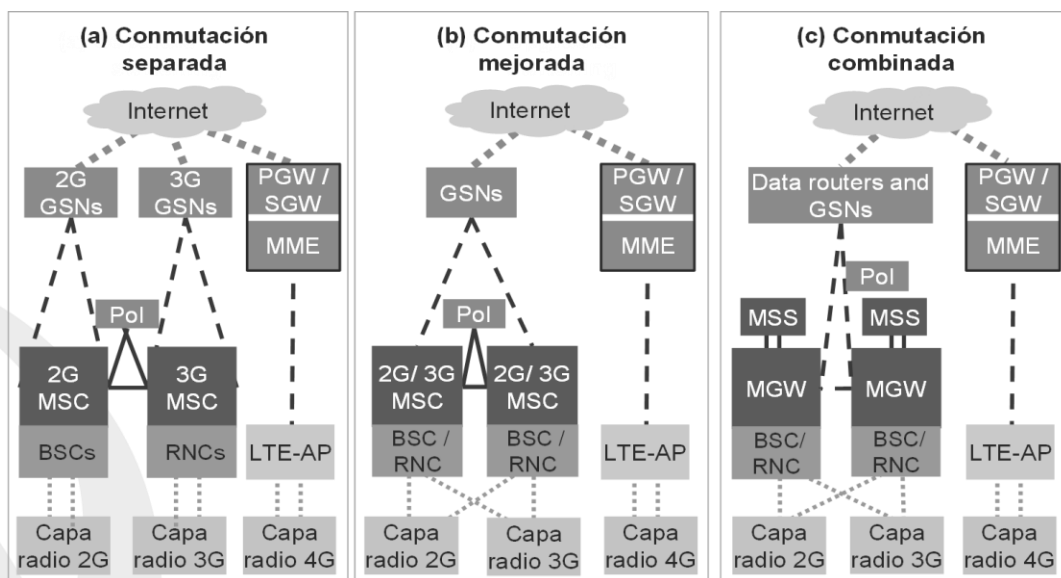 (a) Conmutación
separada
Internet
2G
GSNs
3G
GSNs
PGW /
SGW
MME
PoI
2G
MSC
3G
MSC
BSCs
RNCs
LTE-AP
Capa
radio 2G
Capa
radio 3G
Capa
radio 4G
(b) Conmutación
mejorada
Internet
GSNs
PGW /
SGW
MME
PoI
2G/ 3G
MSC
2G/ 3G
MSC
BSC /
RNC
BSC /
RNC
LTE-AP
Capa
radio 2G
Capa
radio 3G
Capa
radio 4G
(c) Conmutación
combinada
Internet
Data routers and
GSNs
PGW /
SGW
MME
PoI
MSS
MSS
MGW
MGW
BSC/
RNC
BSC/
RNC
LTE-AP
Capa
radio 2G
Capa
radio 3G
Capa
radio 4G